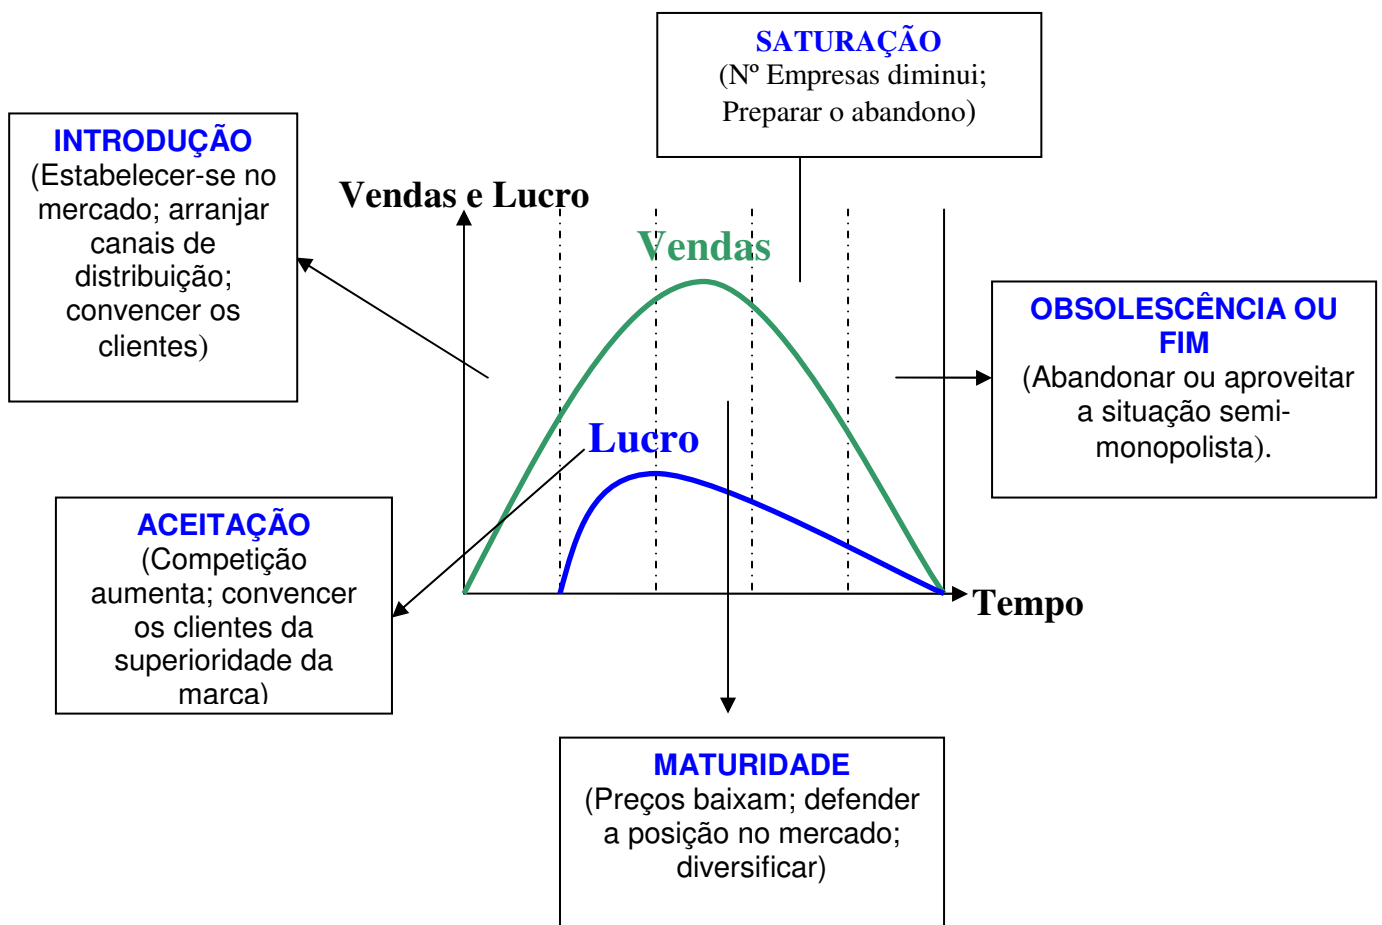 SATURAÇÃO
(Nº Empresas diminui;
Preparar o abandono)
INTRODUÇÃO
(Estabelecer-se no
mercado; arranjar
canais de
distribuição;
convencer os
clientes)
Vendas e Lucro
Vendas
OBSOLESCÊNCIA OU
FIM
(Abandonar ou aproveitar
a situação semi-
monopolista).
Lucro
ACEITAÇÃO
(Competição
aumenta; convencer
os clientes da
superioridade da
marca)
Tempo
MATURIDADE
(Preços baixam; defender
a posição no mercado;
diversificar)